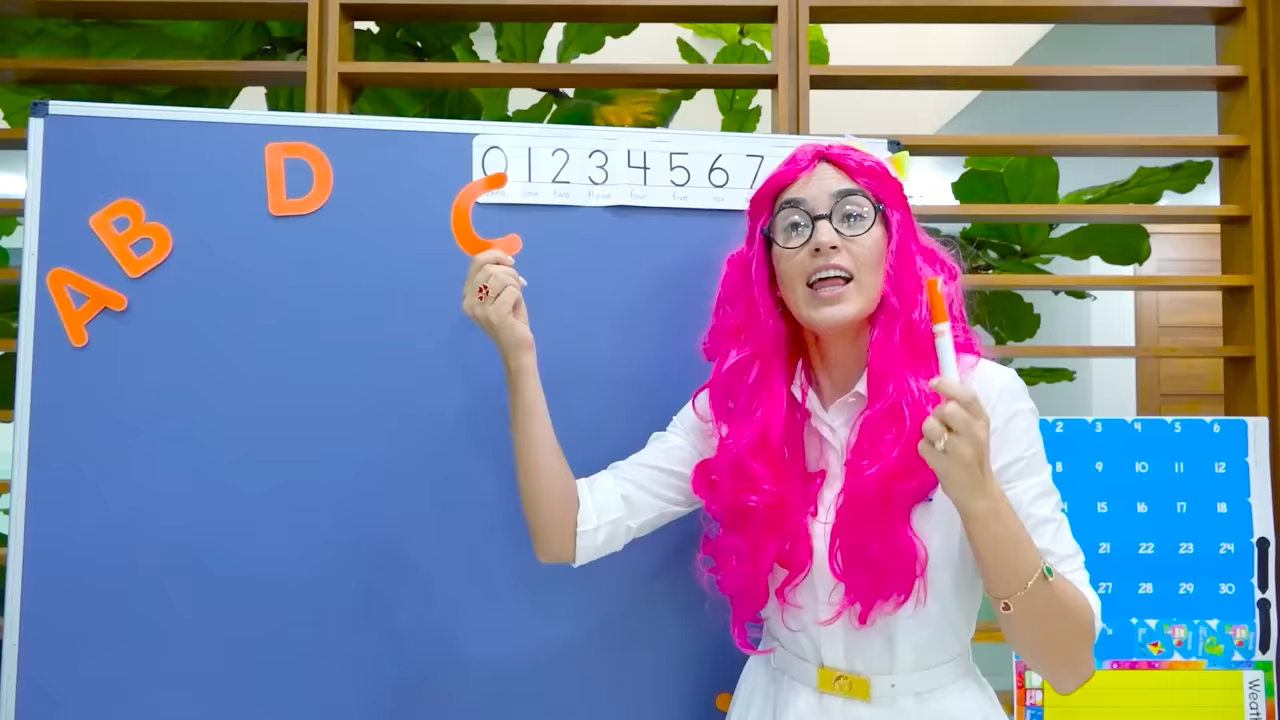 A B D C
0 1 2 3 4 5 6 7
one two three four five six
2 3 4 5 6
8 9 10 11 12
15 16 17 18
21 22 23 24
27 28 29 30
Weath